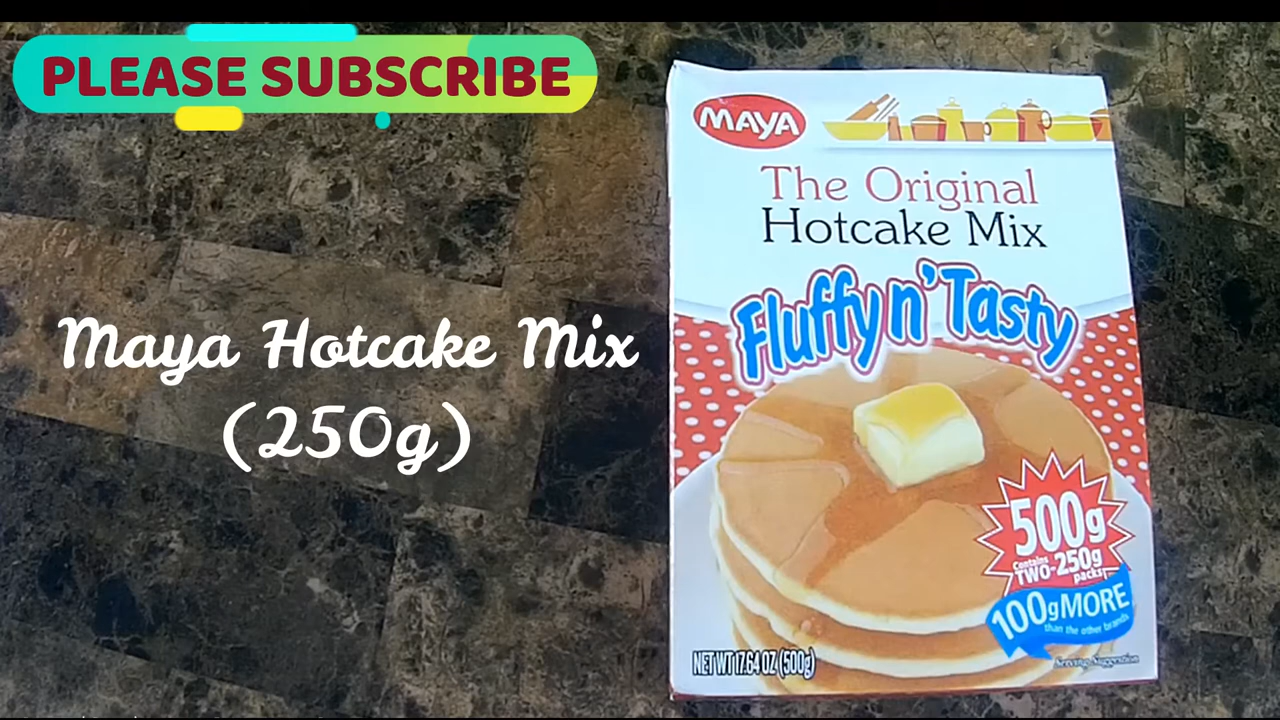 PLEASE SUBSCRIBE
Maya Hotcake Mix
(250g)
MAYA
The Original
Hotcake Mix
Fluffy n' Tasty
500g
Contains
TWO-250g
packs
100g MORE
than the other brands
NET WT 17.64 OZ (500g)
Serving Suggestion